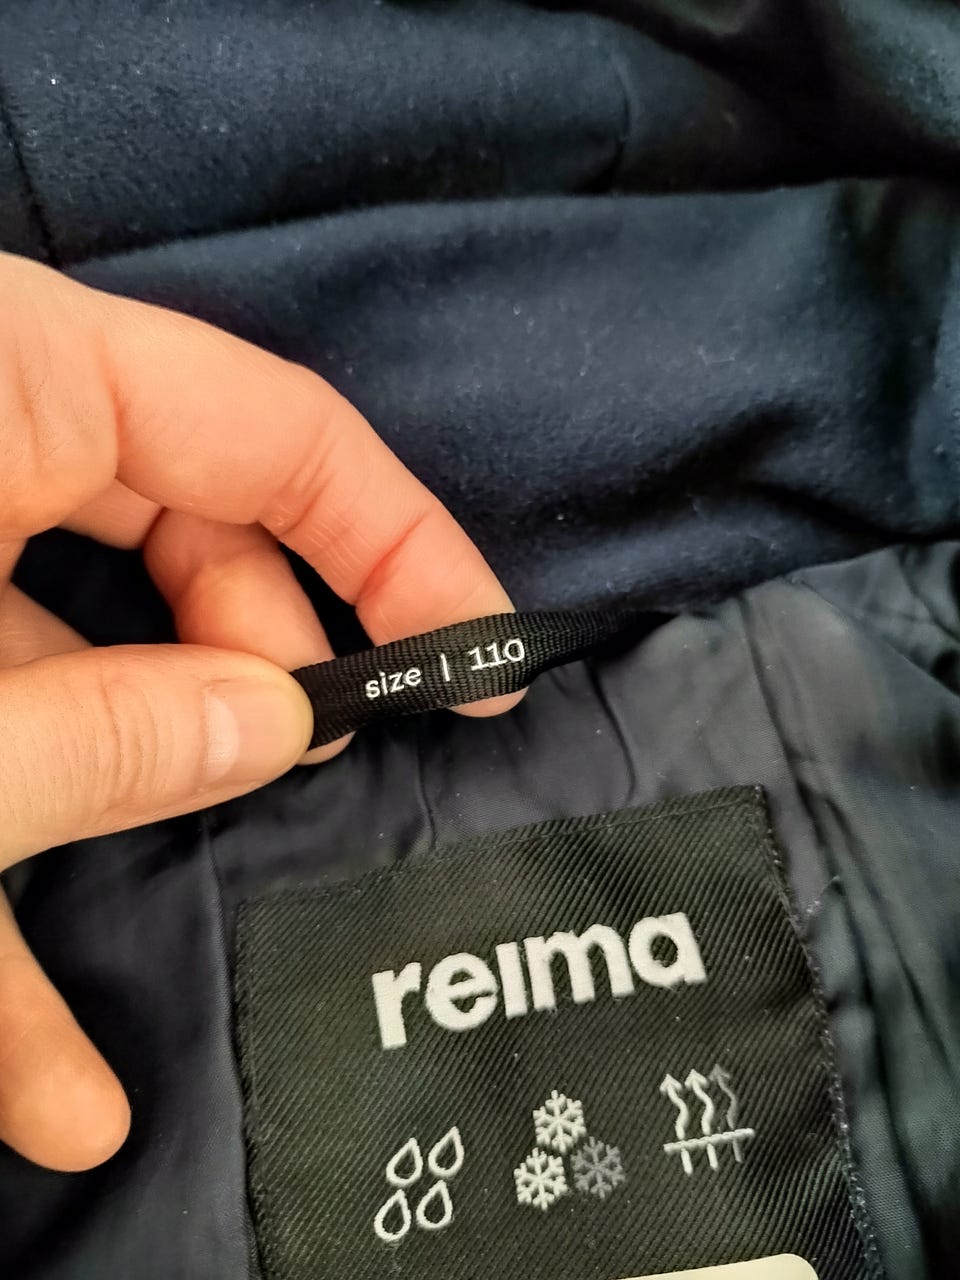 size | 110
reima